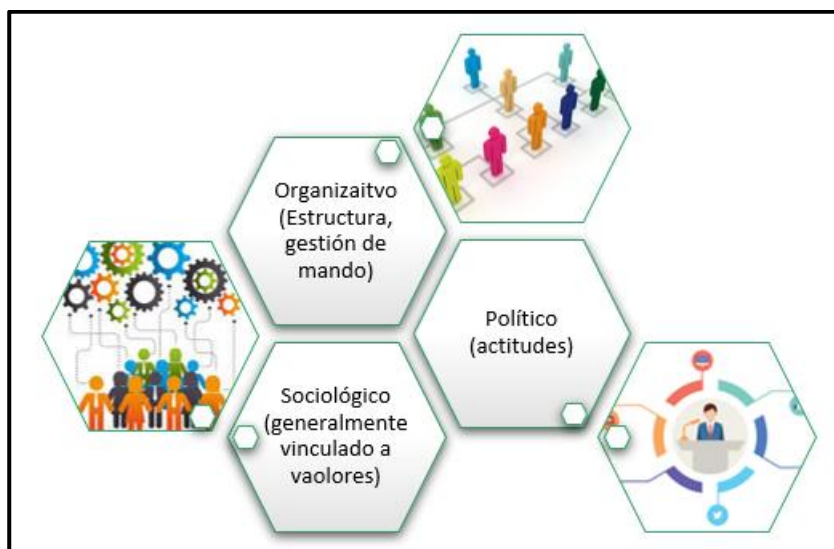 Organizaitvo
(Estructura,
gestión de
mando)
Político
(actitudes)
Sociológico
(generalmente
vinculado a
vaolores)